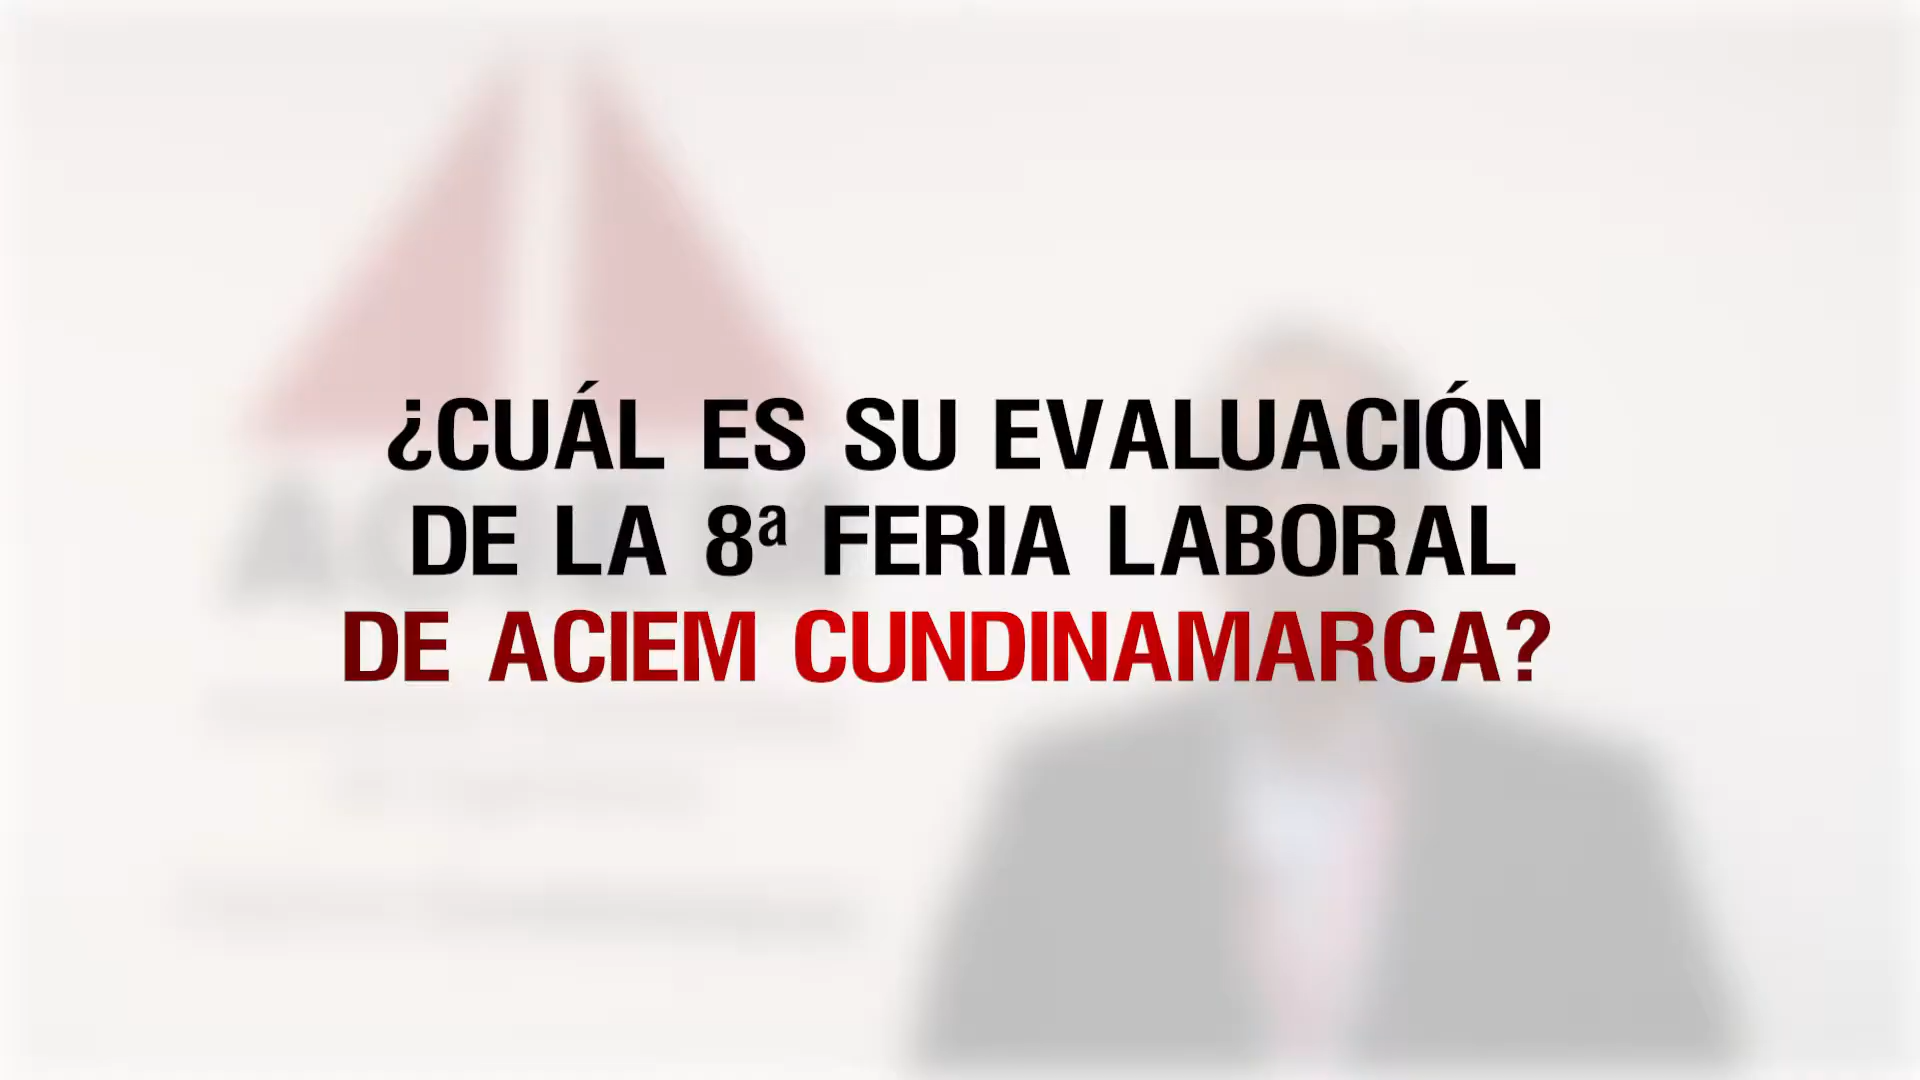 ¿CUÁL ES SU EVALUACIÓN
DE LA 8ª FERIA LABORAL
DE ACIEM CUNDINAMARCA?